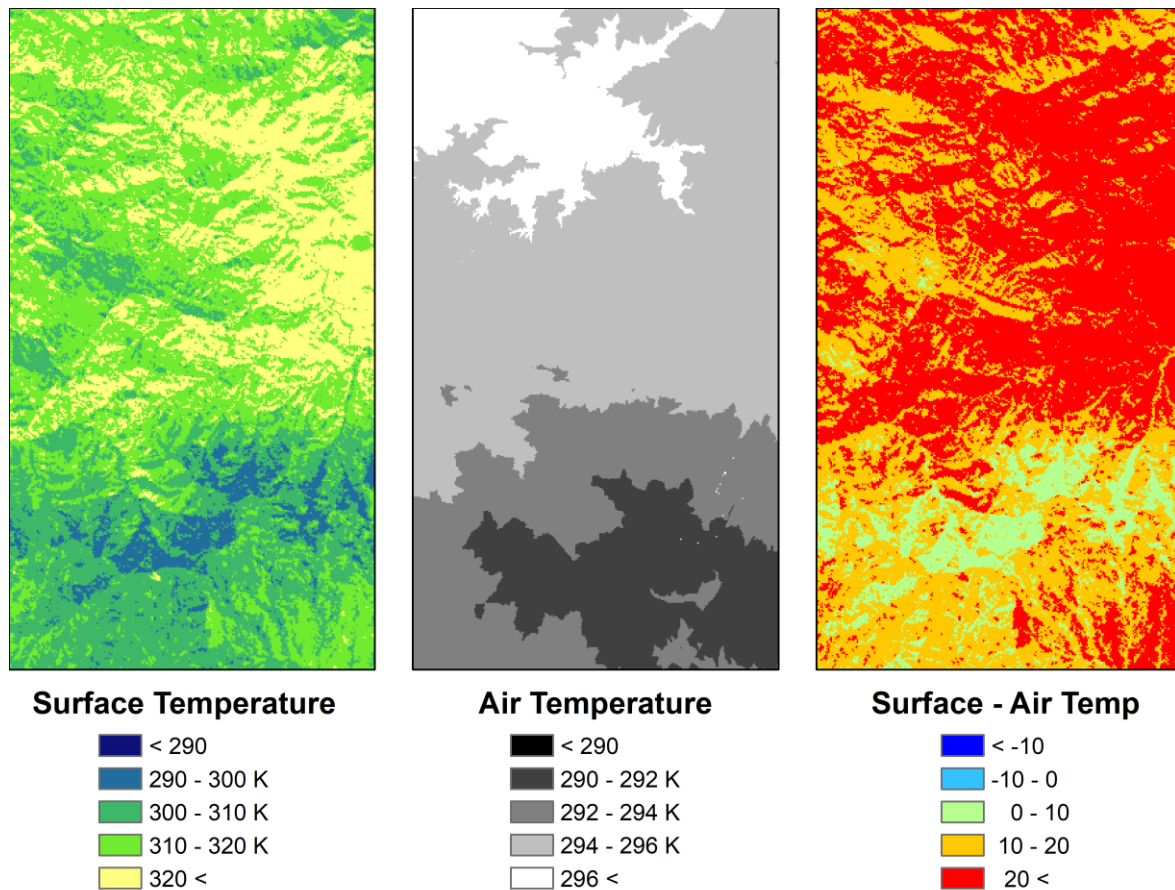 Surface Temperature
< 290
290 - 300 K
300 - 310 K
310 - 320 K
320 <
Air Temperature
< 290
290 - 292 K
292 - 294 K
294 - 296 K
296 <
Surface - Air Temp
< -10
-10 - 0
0 - 10
10 - 20
20 <